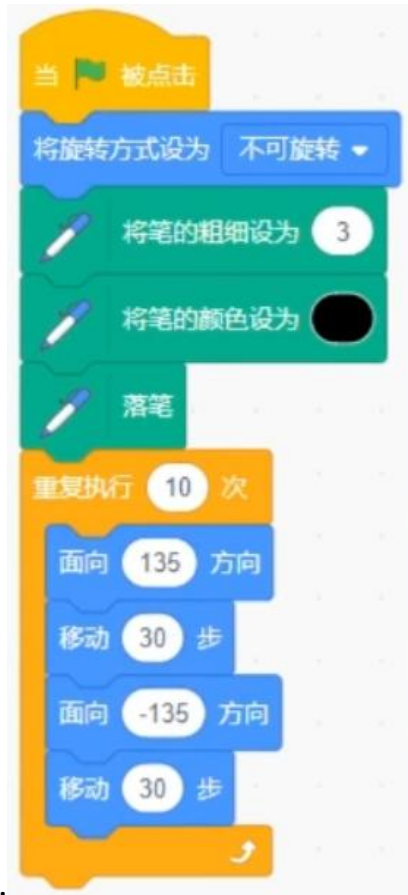 当 被点击
将旋转方式设为 不可旋转
将笔的粗细设为 3
将笔的颜色设为
落笔
重复执行 10 次
面向 135 方向
移动 30 步
面向 -135 方向
移动 30 步
.